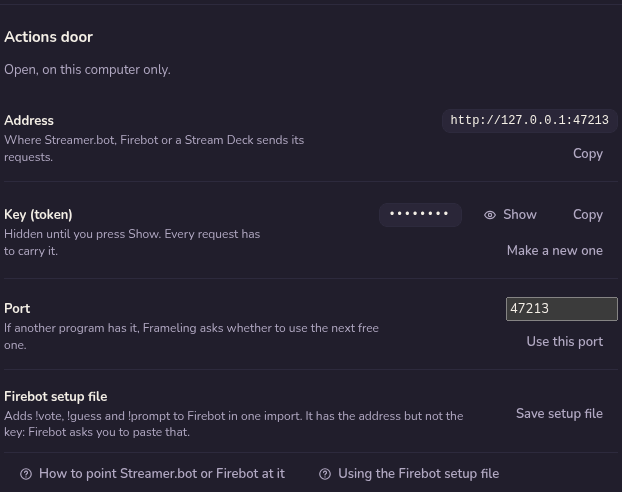 Actions door
Open, on this computer only.
Address
http://127.0.0.1:47213
Where Streamer.bot, Firebot or a Stream Deck sends its
requests.
Copy
Key (token)
••••••••
Show
Copy
Hidden until you press Show. Every request has
to carry it.
Make a new one
Port
47213
If another program has it, Frameling asks whether to use the next free
one.
Use this port
Firebot setup file
Adds !vote, !guess and !prompt to Firebot in one import. It has the address but not the
key: Firebot asks you to paste that.
Save setup file
How to point Streamer.bot or Firebot at it
Using the Firebot setup file